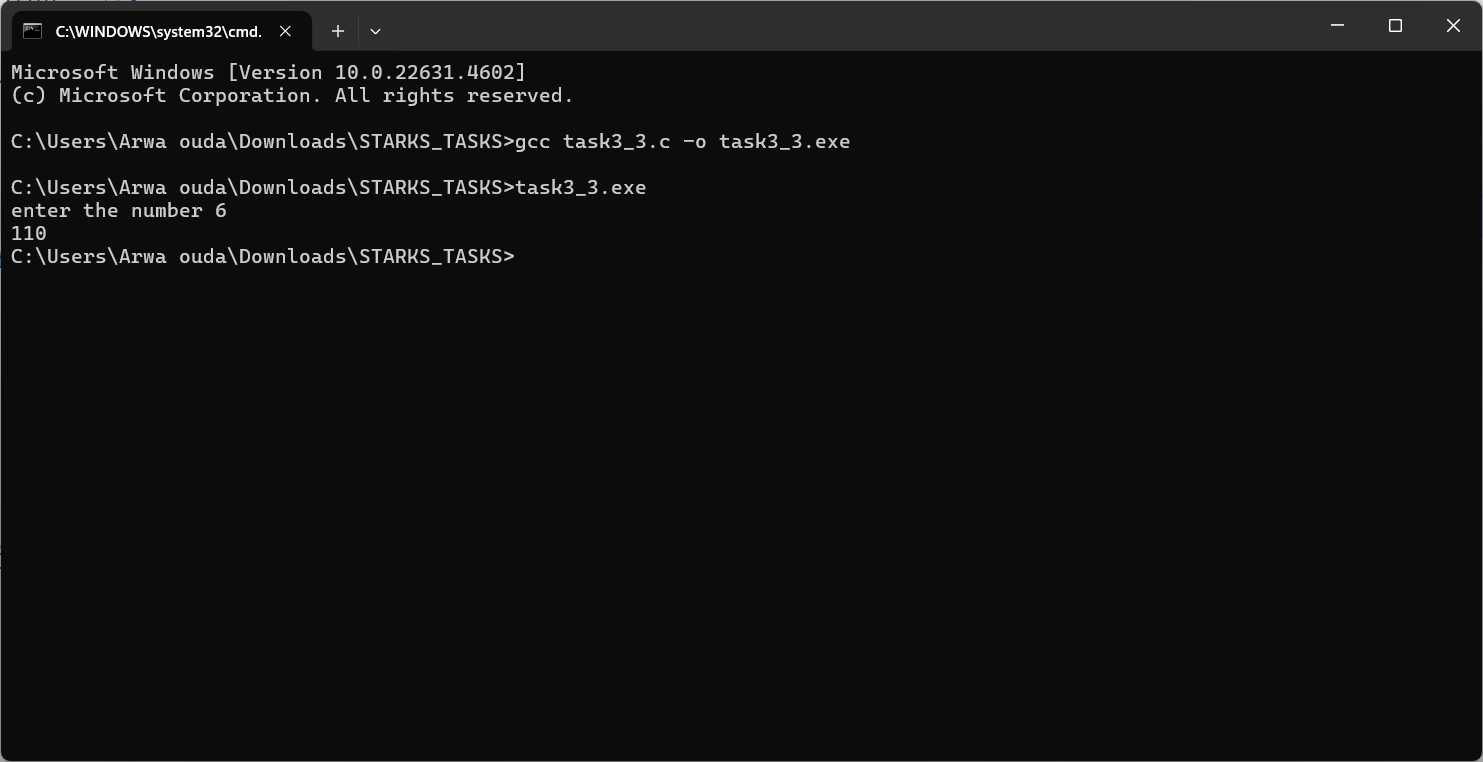 C:\WINDOWS\system32\cmd.
Microsoft Windows [Version 10.0.22631.4602]
(c) Microsoft Corporation. All rights reserved.
C:\Users\Arwa ouda\Downloads\STARKS_TASKS>gcc task3_3.c -o task3_3.exe
C:\Users\Arwa ouda\Downloads\STARKS_TASKS>task3_3.exe
enter the number 6
110
C:\Users\Arwa ouda\Downloads\STARKS_TASKS>